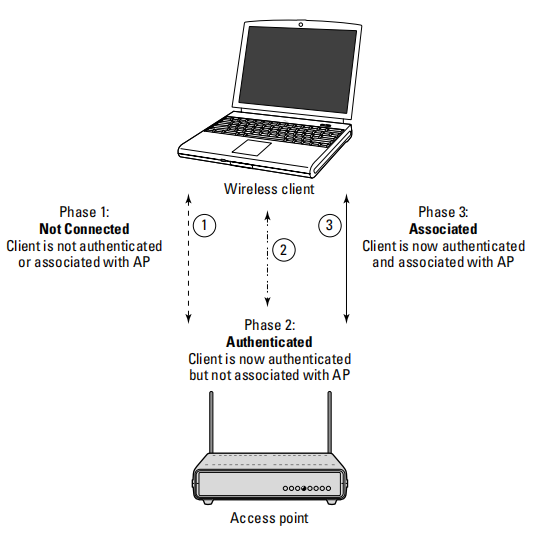 Wireless client
Phase 1:
Not Connected
Client is not authenticated
or associated with AP
1
2
3
Phase 3:
Associated
Client is now authenticated
and associated with AP
Phase 2:
Authenticated
Client is now authenticated
but not associated with AP
Access point